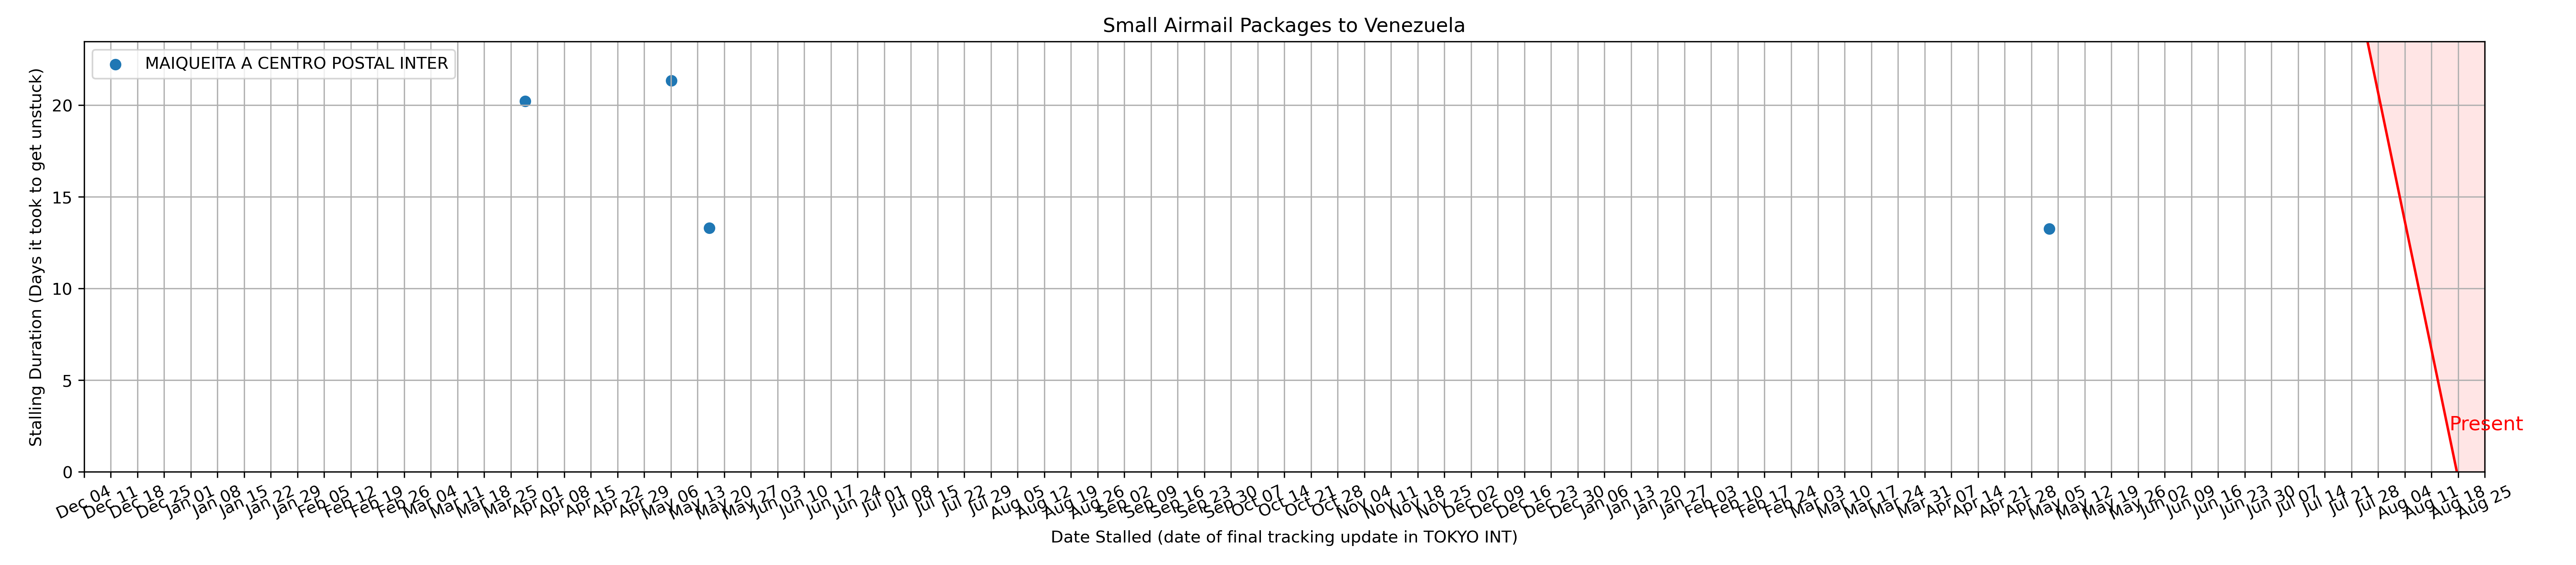 Small Airmail Packages to Venezuela
MAIQUEITA A CENTRO POSTAL INTER
Stalling Duration (Days it took to get unstuck)
20
15
10
5
0
Present
Dec 04
Dec 11
Dec 18
Dec 25
Jan 01
Jan 08
Jan 15
Jan 22
Jan 29
Feb 05
Feb 12
Feb 19
Feb 26
Mar 04
Mar 11
Mar 18
Mar 25
Apr 01
Apr 08
Apr 15
Apr 22
Apr 29
May 06
May 13
May 20
May 27
Jun 03
Jun 10
Jun 17
Jun 24
Jul 01
Jul 08
Jul 15
Jul 22
Jul 29
Aug 05
Aug 12
Aug 19
Aug 26
Sep 02
Sep 09
Sep 16
Sep 23
Sep 30
Oct 07
Oct 14
Oct 21
Oct 28
Nov 04
Nov 11
Nov 18
Nov 25
Dec 02
Dec 09
Dec 16
Dec 23
Dec 30
Jan 06
Jan 13
Jan 20
Jan 27
Feb 03
Feb 10
Feb 17
Feb 24
Mar 03
Mar 10
Mar 17
Mar 24
Mar 31
Apr 07
Apr 14
Apr 21
Apr 28
May 05
May 12
May 19
May 26
Jun 02
Jun 09
Jun 16
Jun 23
Jun 30
Jul 07
Jul 14
Jul 21
Jul 28
Aug 04
Aug 11
Aug 18
Aug 25
Date Stalled (date of final tracking update in TOKYO INT)